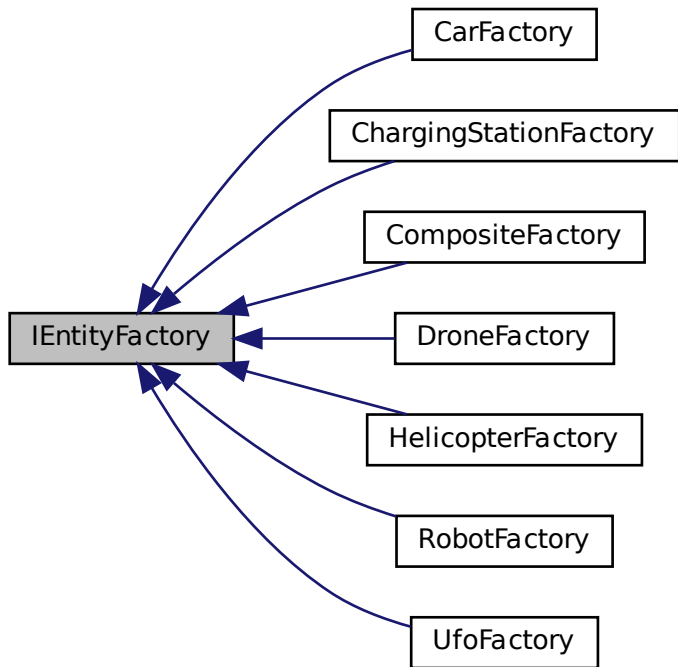 CarFactory
ChargingStationFactory
CompositeFactory
IEntityFactory
DroneFactory
HelicopterFactory
RobotFactory
UfoFactory